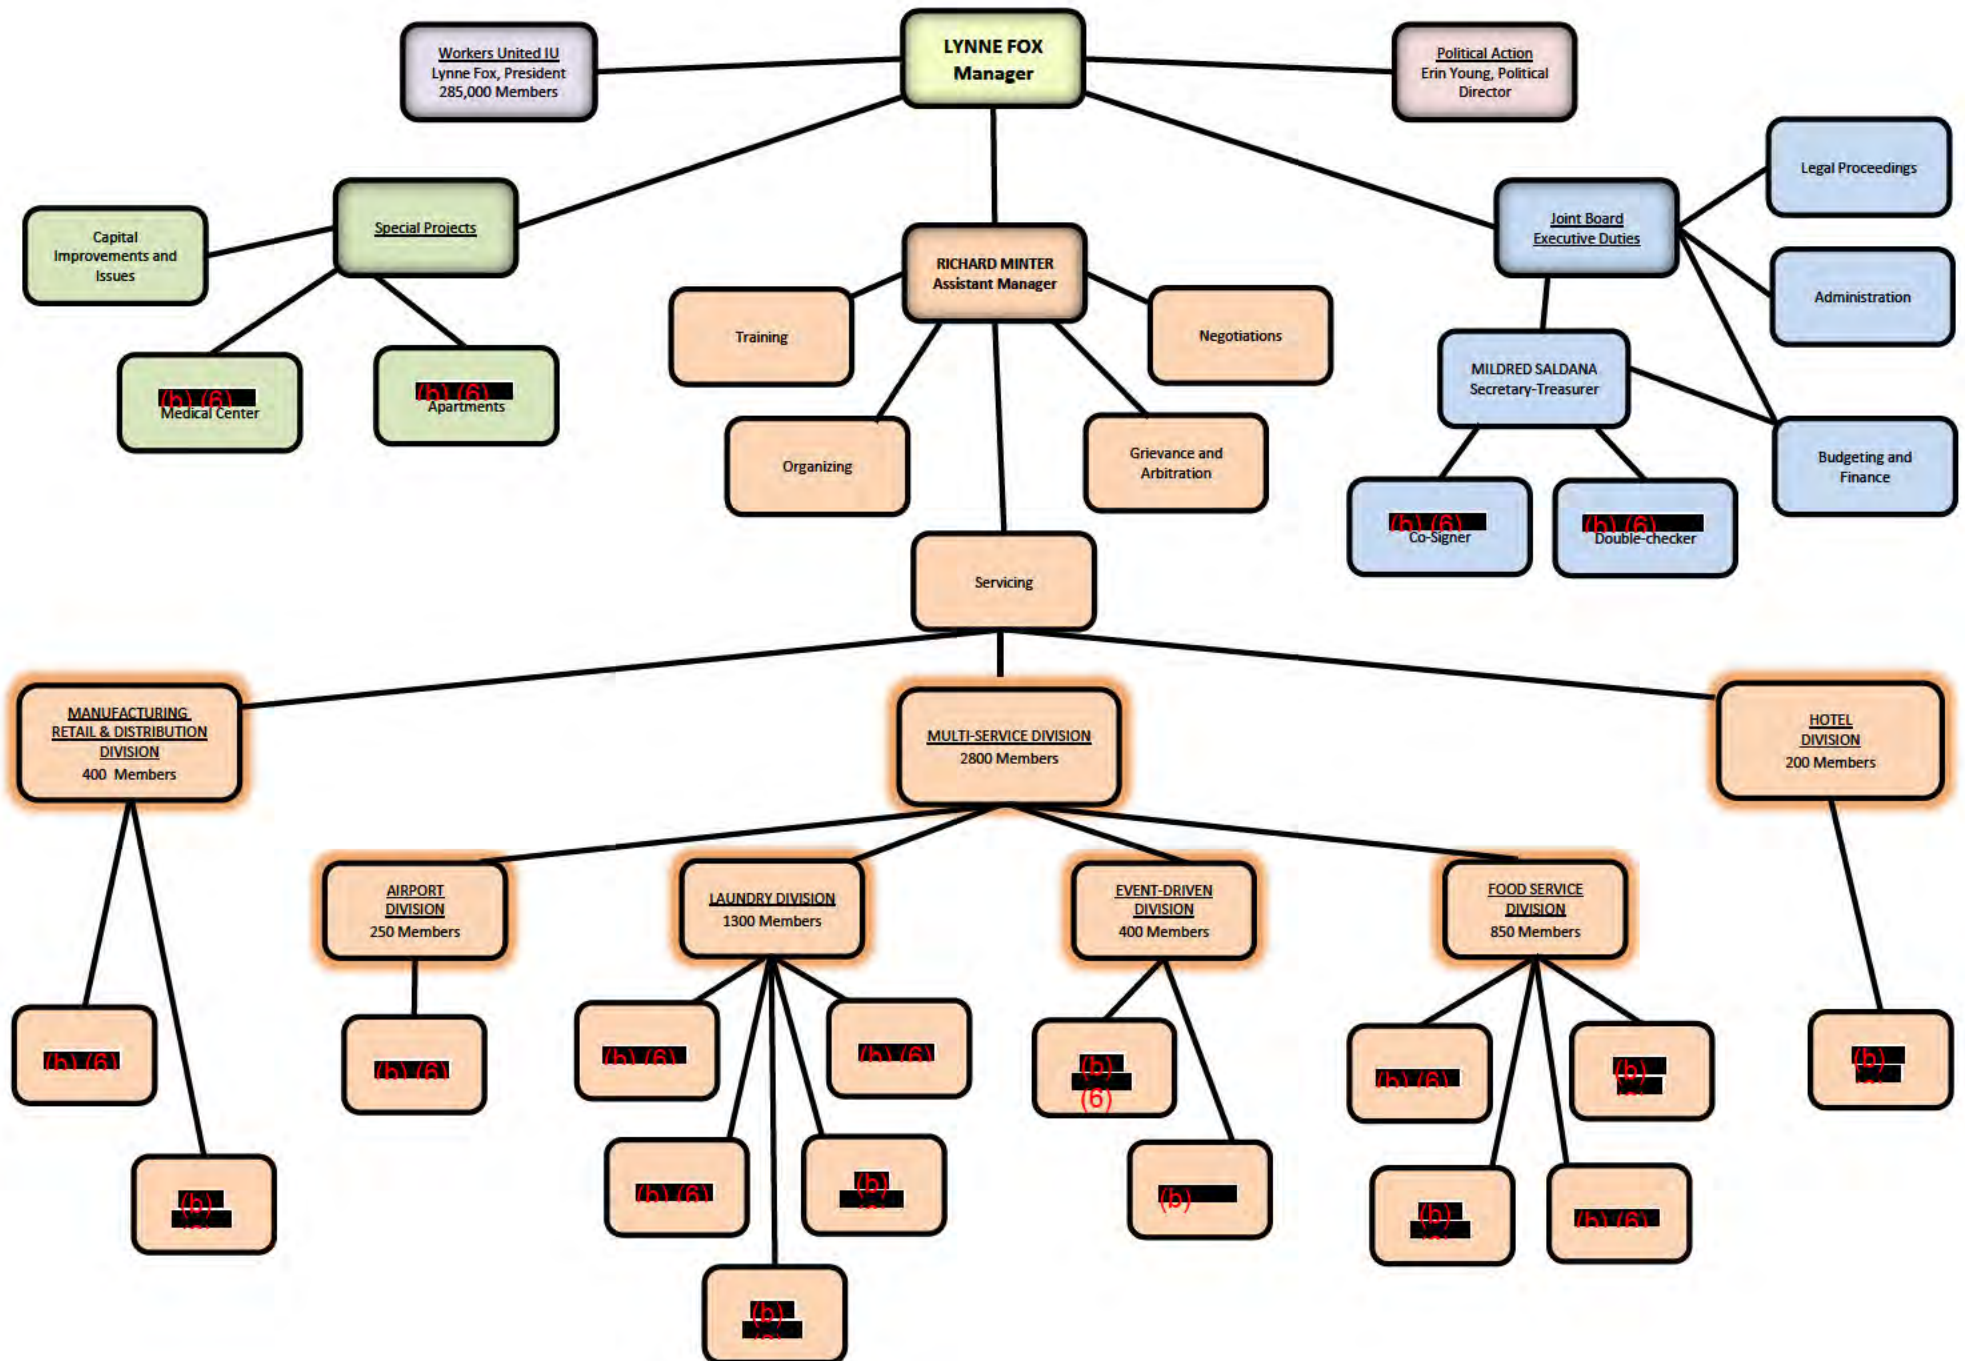 Workers United IU
Lynne Fox, President
285,000 Members
LYNNE FOX
Manager
Political Action
Erin Young, Political
Director
Legal Proceedings
Special Projects
Joint Board
Executive Duties
Capital
Improvements and
Issues
RICHARD MINTER
Assistant Manager
Administration
Training
Negotiations
MILDRED SALDANA
Secretary-Treasurer
(b) (6)
Medical Center
(b) (6)
Apartments
Organizing
Grievance and
Arbitration
Budgeting and
Finance
(b) (6)
Co-Signer
(b) (6)
Double-checker
Servicing
MANUFACTURING
RETAIL & DISTRIBUTION
DIVISION
400 Members
MULTI-SERVICE DIVISION
2800 Members
HOTEL
DIVISION
200 Members
AIRPORT
DIVISION
250 Members
LAUNDRY DIVISION
1300 Members
EVENT-DRIVEN
DIVISION
400 Members
FOOD SERVICE
DIVISION
850 Members
(b) (6)
(b) (6)
(b) (6)
(b) (6)
(b)
(6)
(b) (6)
(b)
(b)
(b)
(b) (6)
(b)
(b)
(b)
(b) (6)
(b)